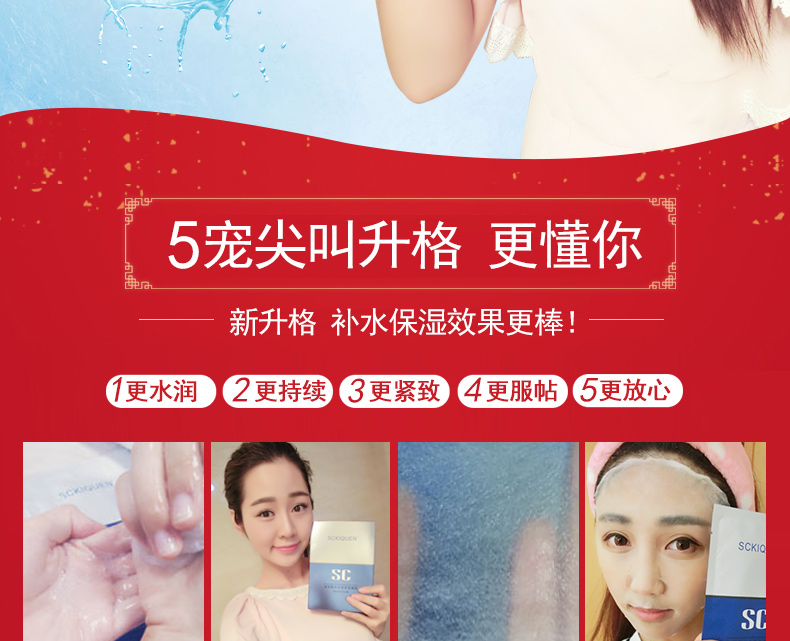 5宠尖叫升格 更懂你
新升格 补水保湿效果更棒！
1更水润 2更持续 3更紧致 4更服帖 5更放心
SCKIQUEN
SCKIQUEN
SC
SCKIQ
SC